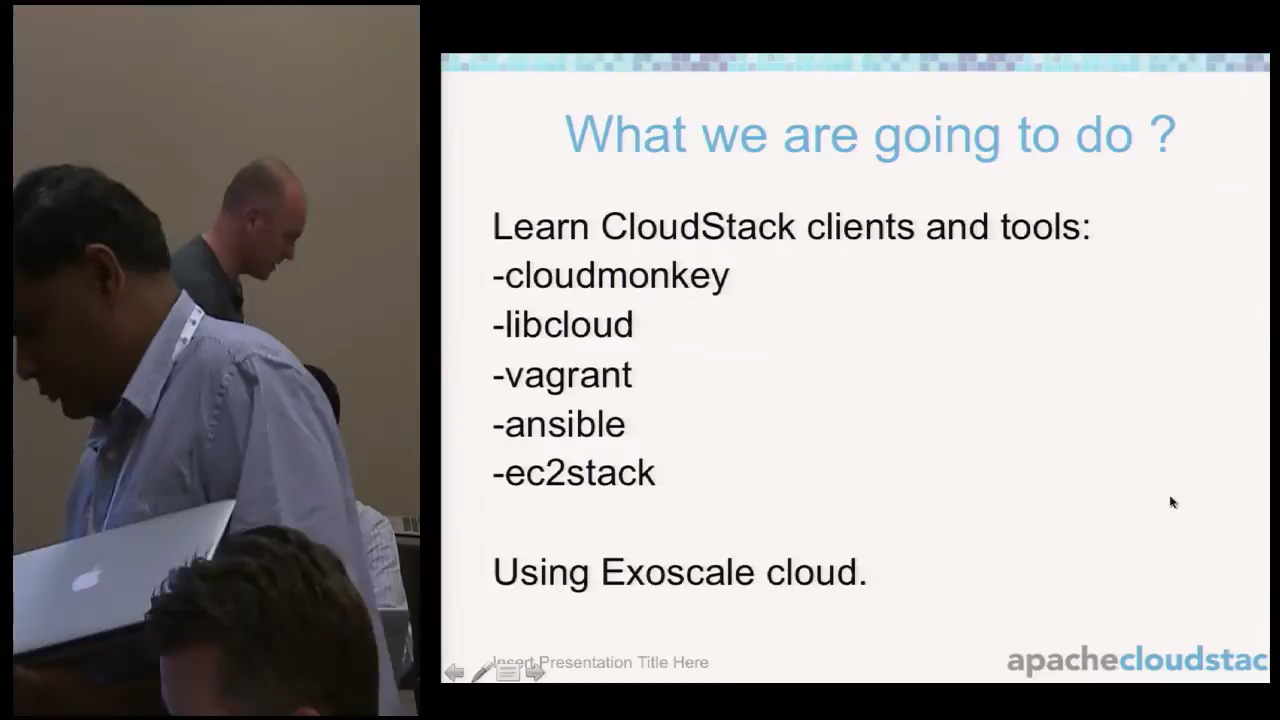 What we are going to do ?
Learn CloudStack clients and tools:
-cloudmonkey
-libcloud
-vagrant
-ansible
-ec2stack
Using Exoscale cloud.
Insert Presentation Title Here
apachecloudstac